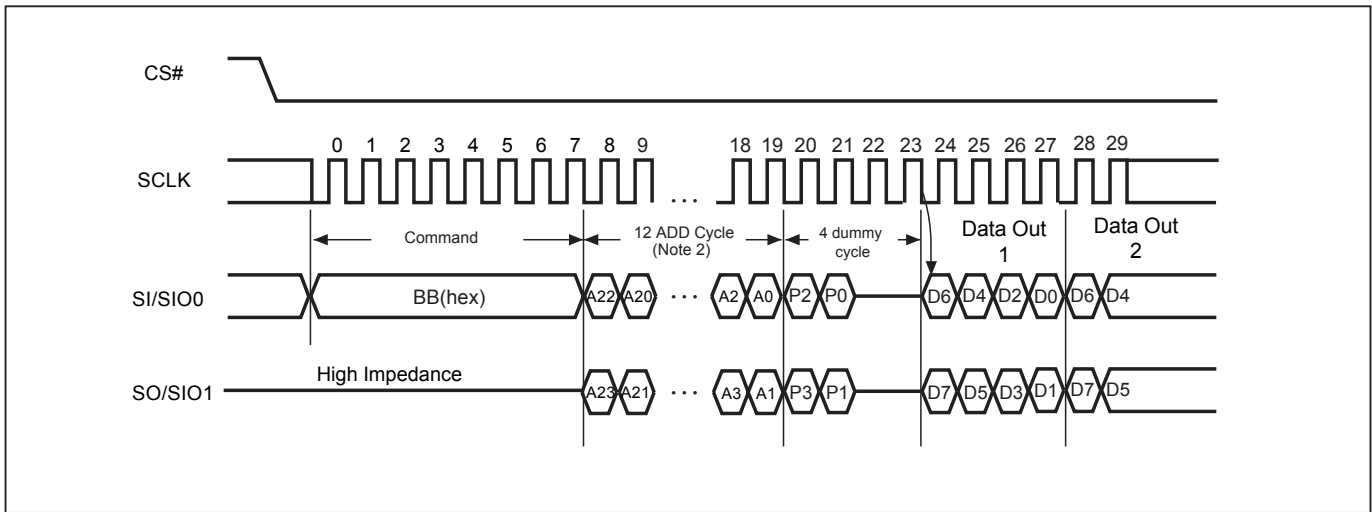 CS#
0 1 2 3 4 5 6 7 8 9 18 19 20 21 22 23 24 25 26 27 28 29
SCLK
...
Command
12 ADD Cycle
(Note 2)
4 dummy
cycle
Data Out
1
Data Out
2
SI/SIO0
BB(hex)
A22 A20 ... A2 A0 P2 P0 D6 D4 D2 D0 D6 D4
High Impedance
SO/SIO1
A23 A21 ... A3 A1 P3 P1 D7 D5 D3 D1 D7 D5